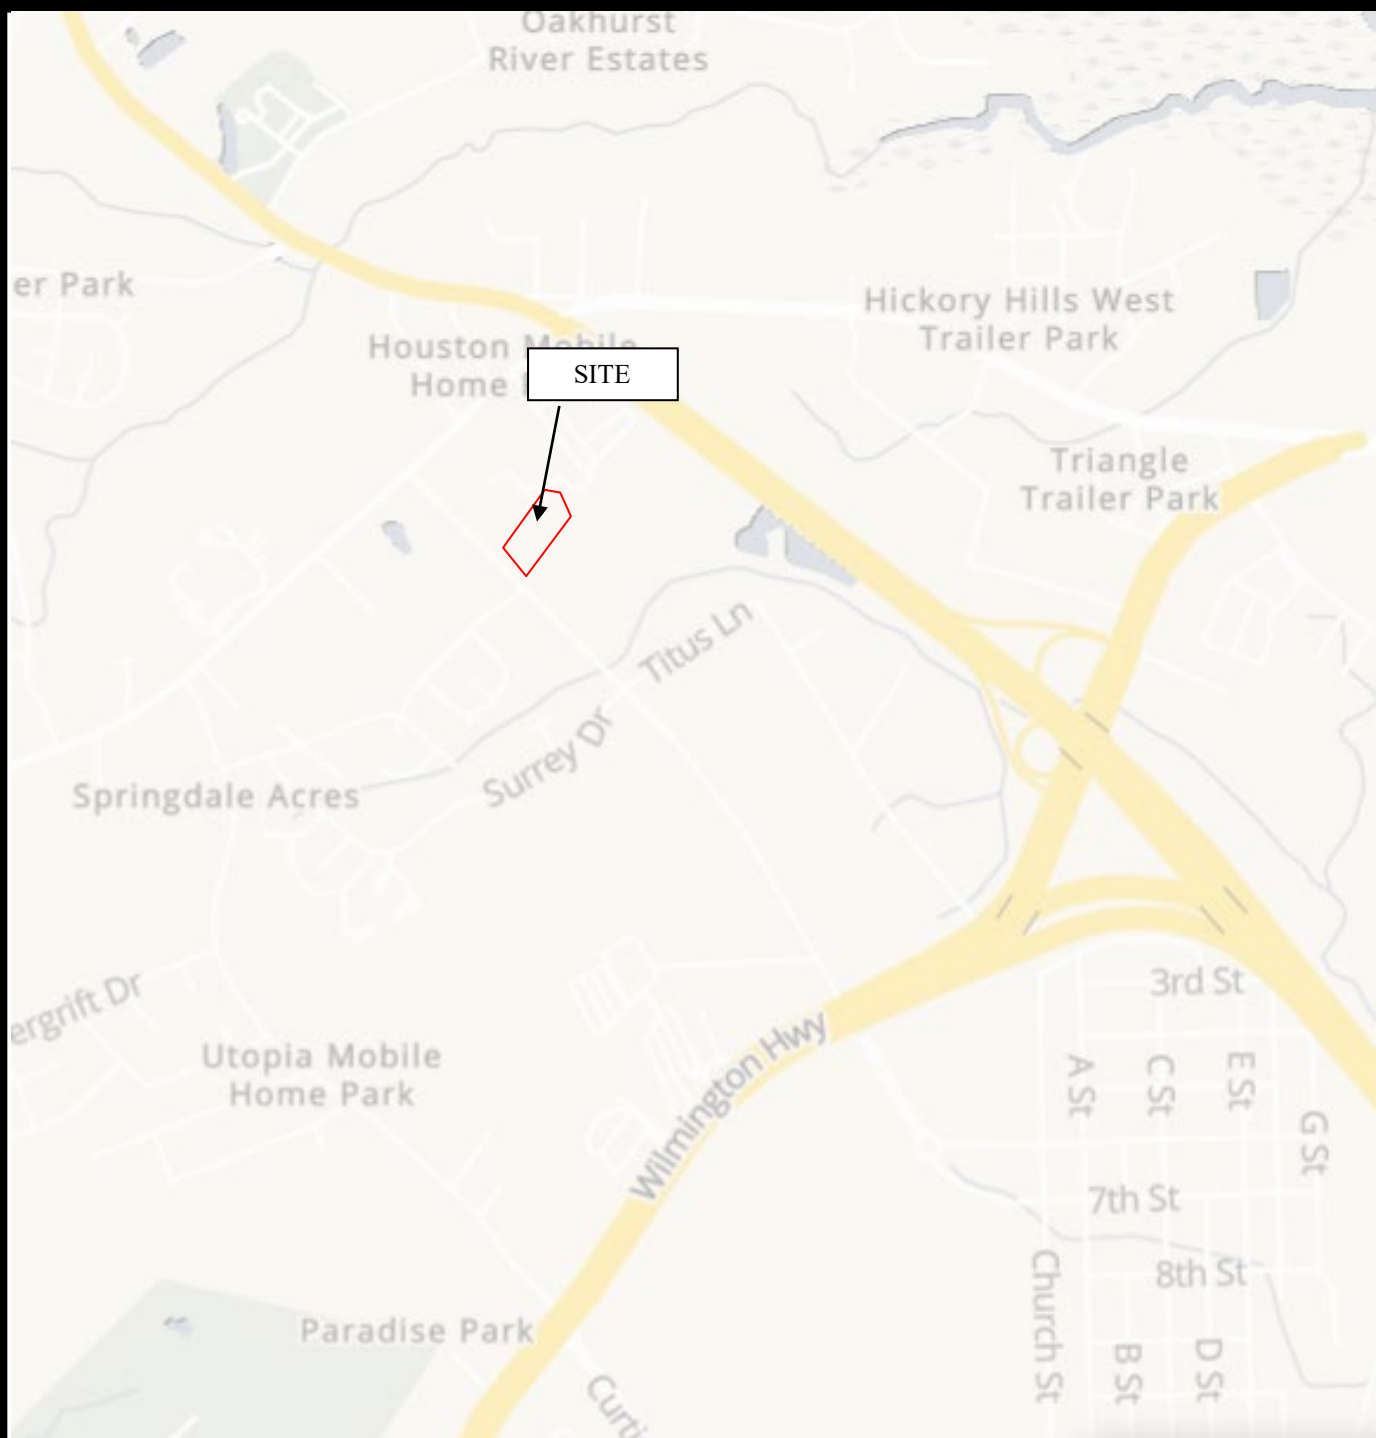 Oakhurst
River Estates
er Park
Hickory Hills West
Trailer Park
Houston Mobile
Home
SITE
Triangle
Trailer Park
Titus Ln
Surrey Dr
Springdale Acres
3rd St
ergrift Dr
Wilmington Hwy
Utopia Mobile
Home Park
A St
C St
E St
G St
7th St
8th St
Church St
Paradise Park
B St
D St
Curti